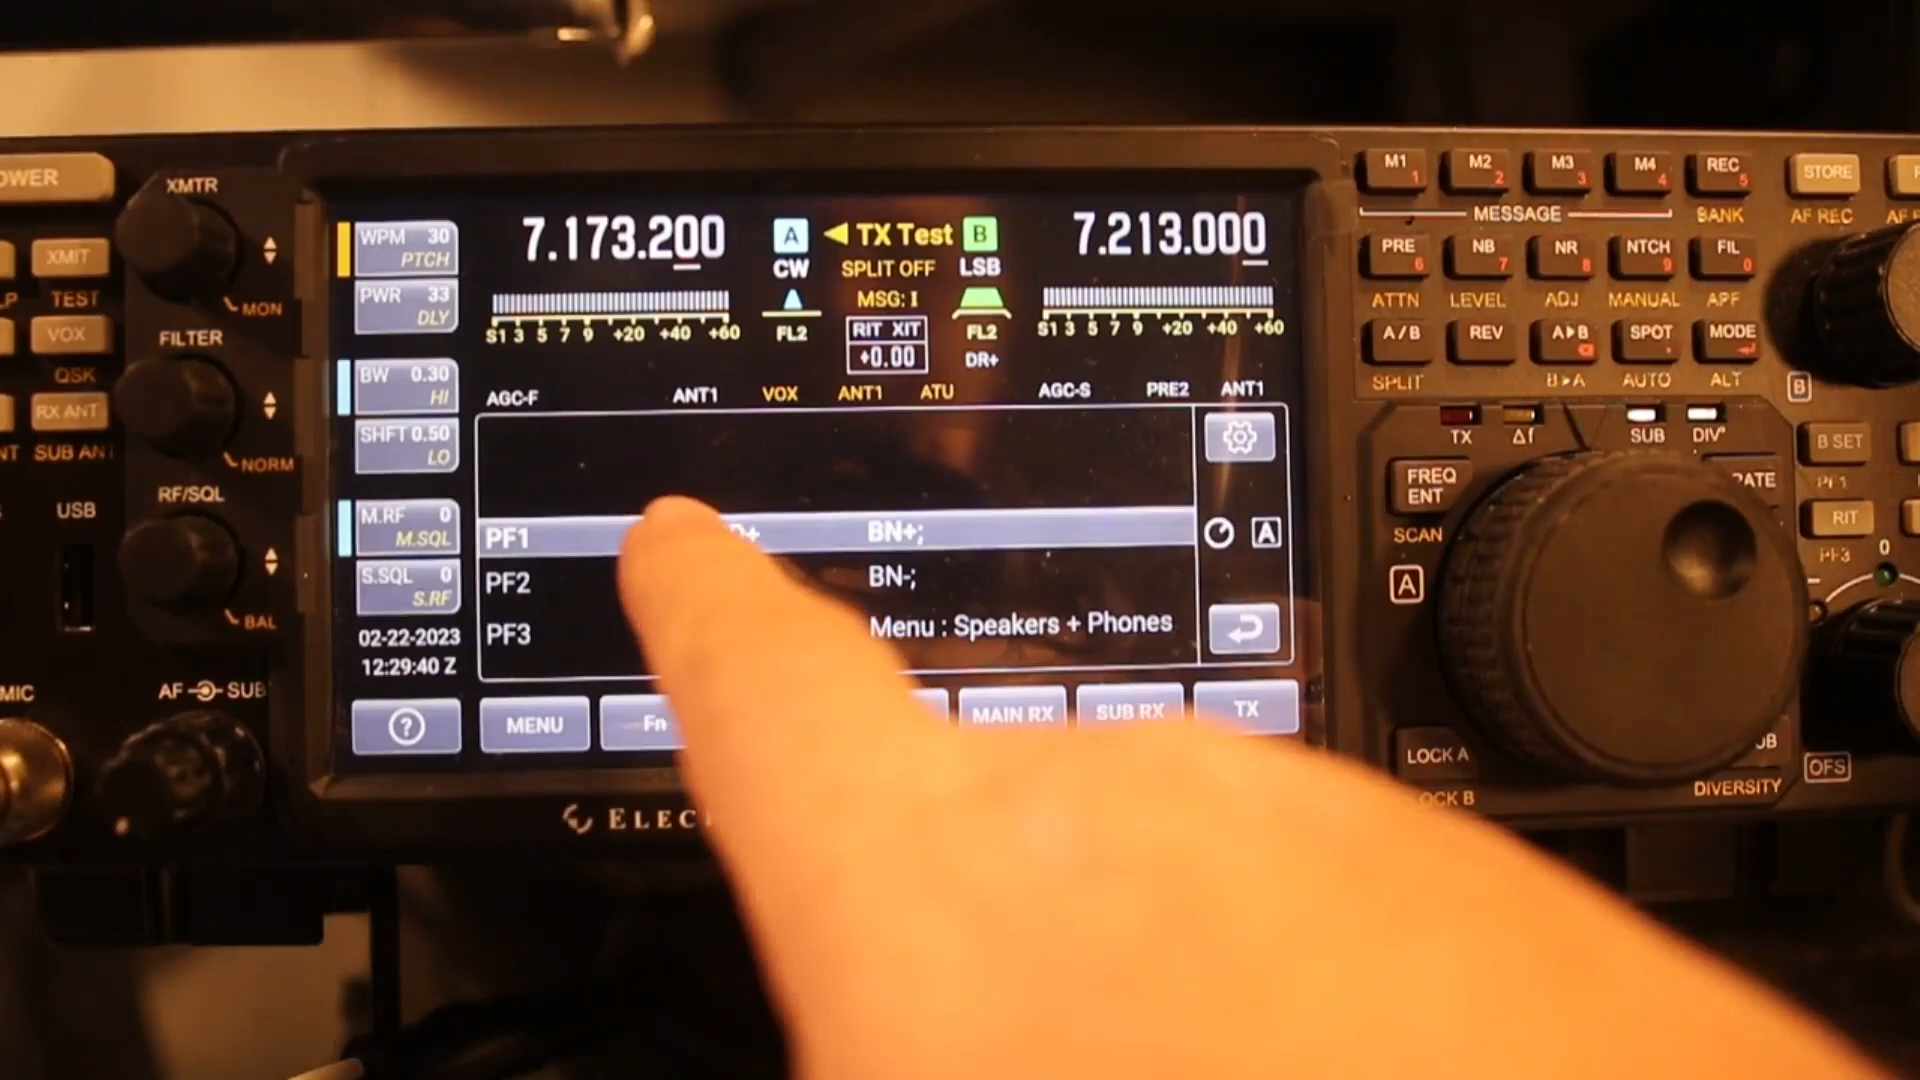 OWER
XMTR
MON
XMIT
LP
TEST
VOX
QSK
FILTER
RX ANT
NT
SUB ANT
NORM
RF/SQL
USB
BAL
MIC
AF SUB
WPM 30
PTCH
PWR 33
DLY
BW 0.30
HI
SHFT 0.50
LO
M.RF 0
M.SQL
S.SQL 0
S.RF
02-22-2023
12:29:40 Z
7.173.200
A
TX Test
B
7.213.000
CW
SPLIT OFF
LSB
MSG: I
S1 3 5 7 9 +20 +40 +60
FL2
RIT XIT
+0.00
FL2
DR+
S1 3 5 7 9 +20 +40 +60
AGC-F
ANT1
VOX
ANT1
ATU
AGC-S
PRE2
ANT1
PF1
BN+;
A
PF2
BN-;
PF3
Menu : Speakers + Phones
?
MENU
Fn
MAIN RX
SUB RX
TX
ELEC
M1 1
M2 2
M3 3
M4 4
REC 5
STORE
MESSAGE
BANK
AF REC
PRE 6
NB 7
NR 8
NTCH 9
FIL 0
ATTN
LEVEL
ADJ
MANUAL
APF
A/B
REV
A▸B
SPOT
MODE
SPLIT
B▸A
AUTO
ALT
B
TX
Δf
SUB
DIV
B SET
PF1
FREQ
ENT
RATE
SCAN
RIT
PF3
0
A
LOCK A
LOCK B
DIVERSITY
OFS